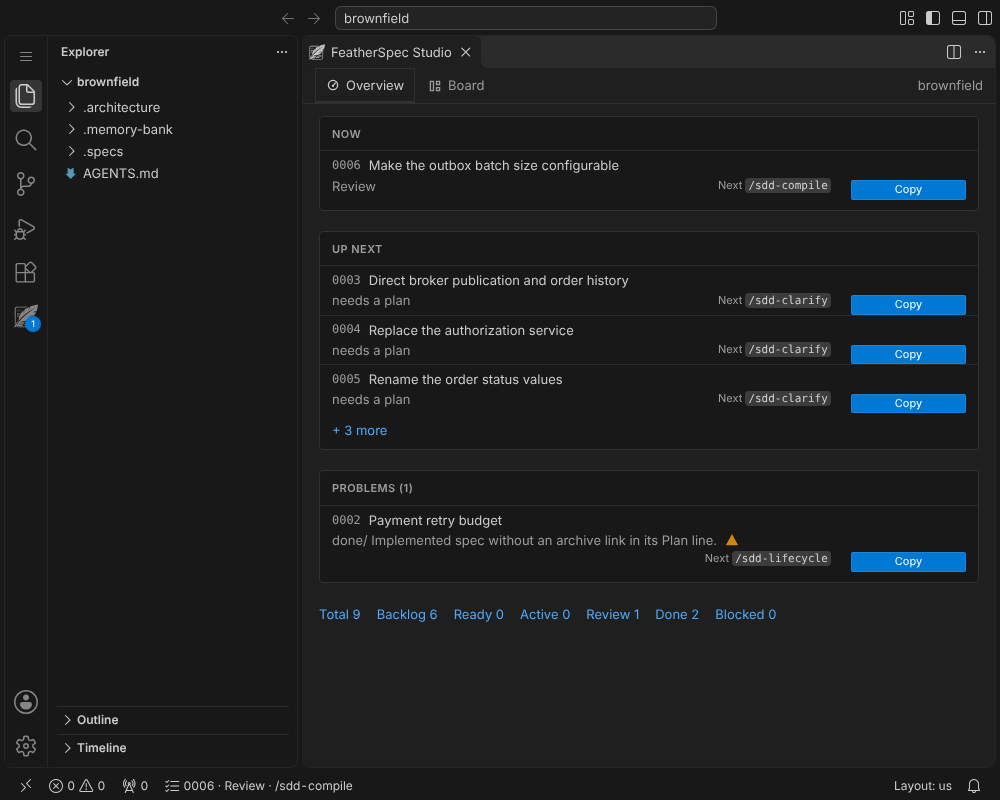 brownfield
Explorer
brownfield
.architecture
.memory-bank
.specs
AGENTS.md
Outline
Timeline
1
FeatherSpec Studio
Overview
Board
brownfield
NOW
0006 Make the outbox batch size configurable
Review
Next /sdd-compile
Copy
UP NEXT
0003 Direct broker publication and order history
needs a plan
Next /sdd-clarify
Copy
0004 Replace the authorization service
needs a plan
Next /sdd-clarify
Copy
0005 Rename the order status values
needs a plan
Next /sdd-clarify
Copy
+ 3 more
PROBLEMS (1)
0002 Payment retry budget
done/ Implemented spec without an archive link in its Plan line.
Next /sdd-lifecycle
Copy
Total 9 Backlog 6 Ready 0 Active 0 Review 1 Done 2 Blocked 0
0 0 0 0006 · Review · /sdd-compile
Layout: us